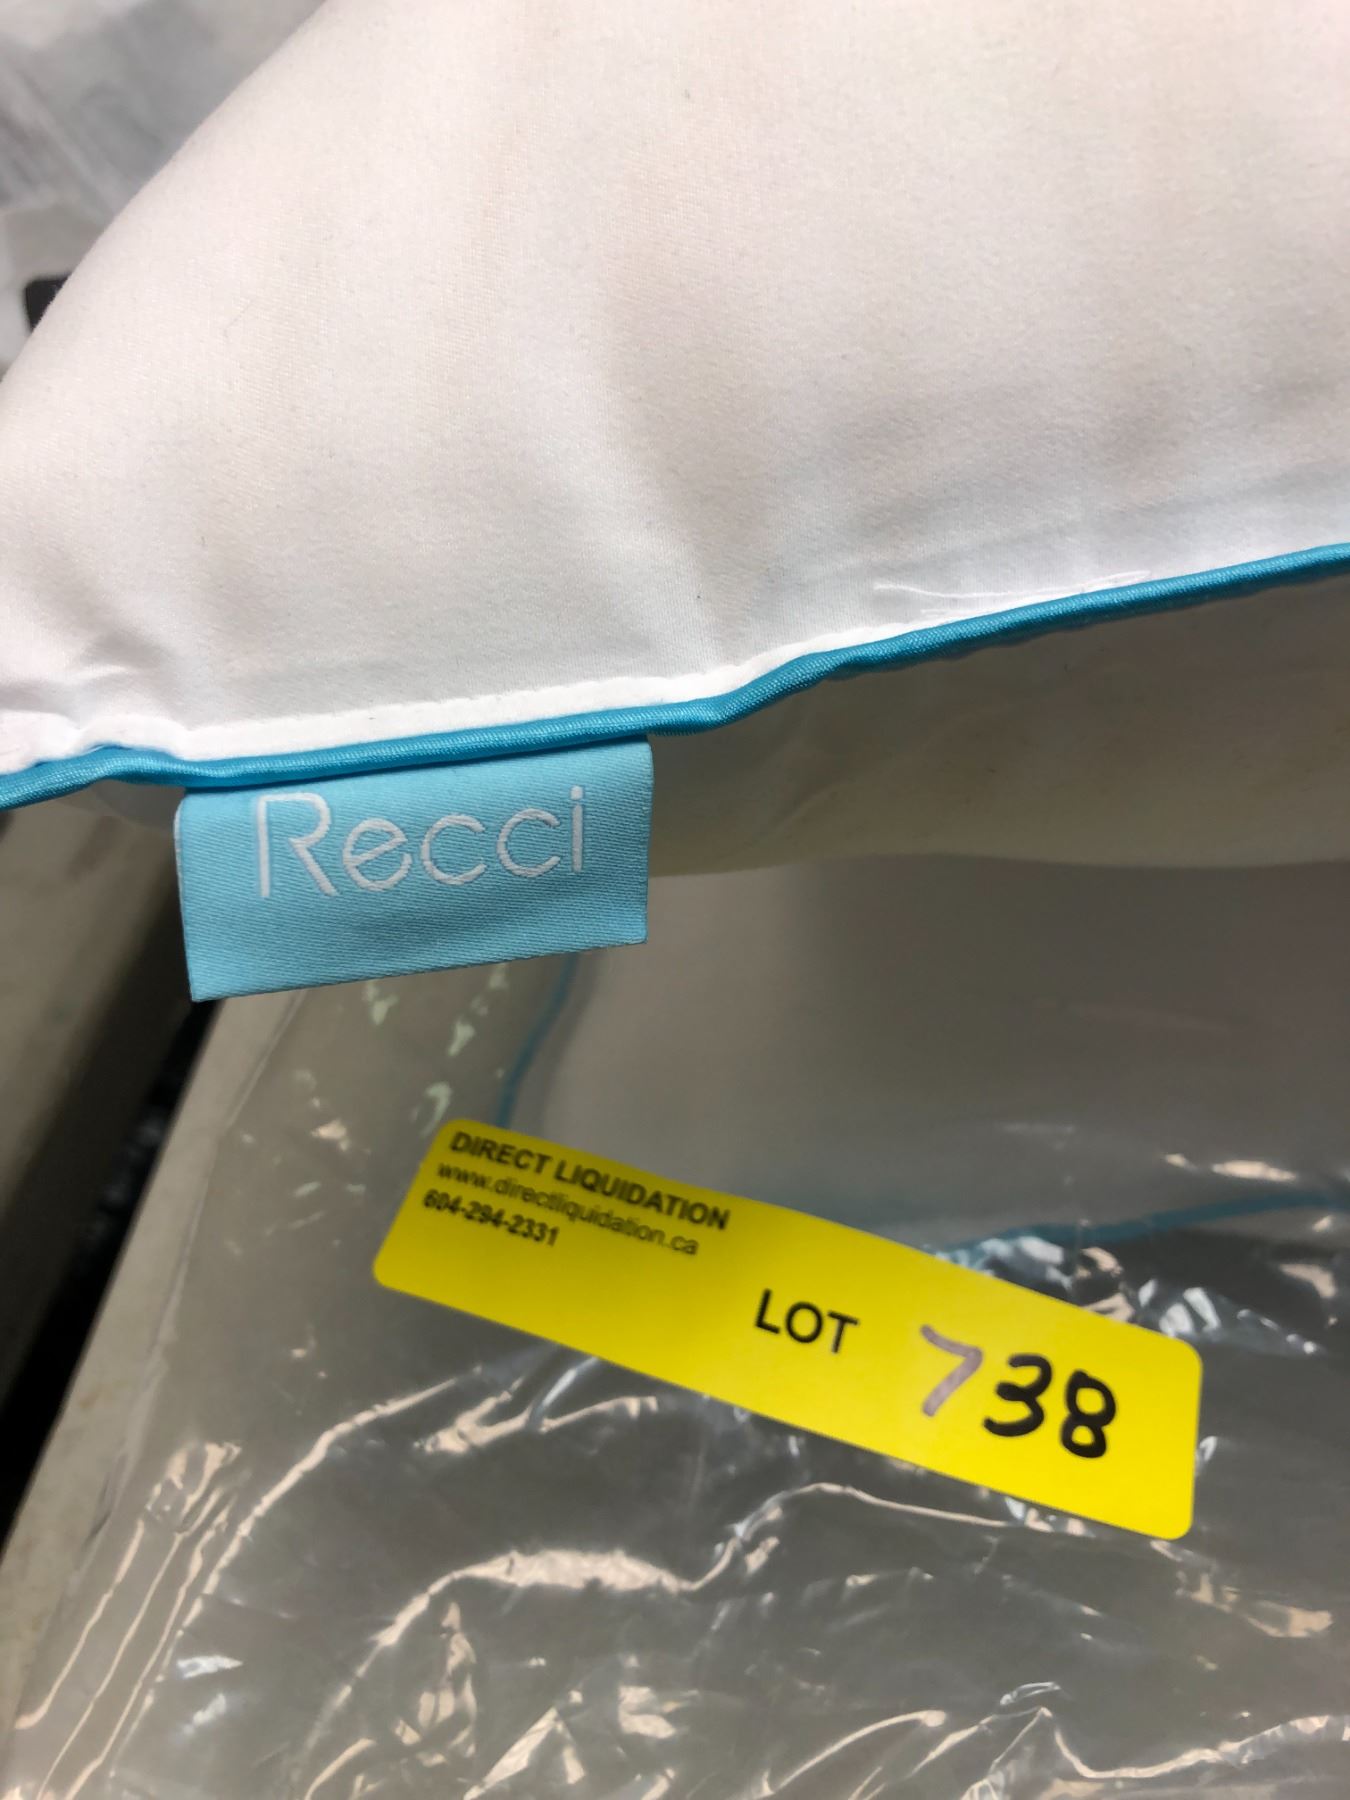 Recci
DIRECT LIQUIDATION
www.directliquidation.ca
604-294-2331
LOT 738